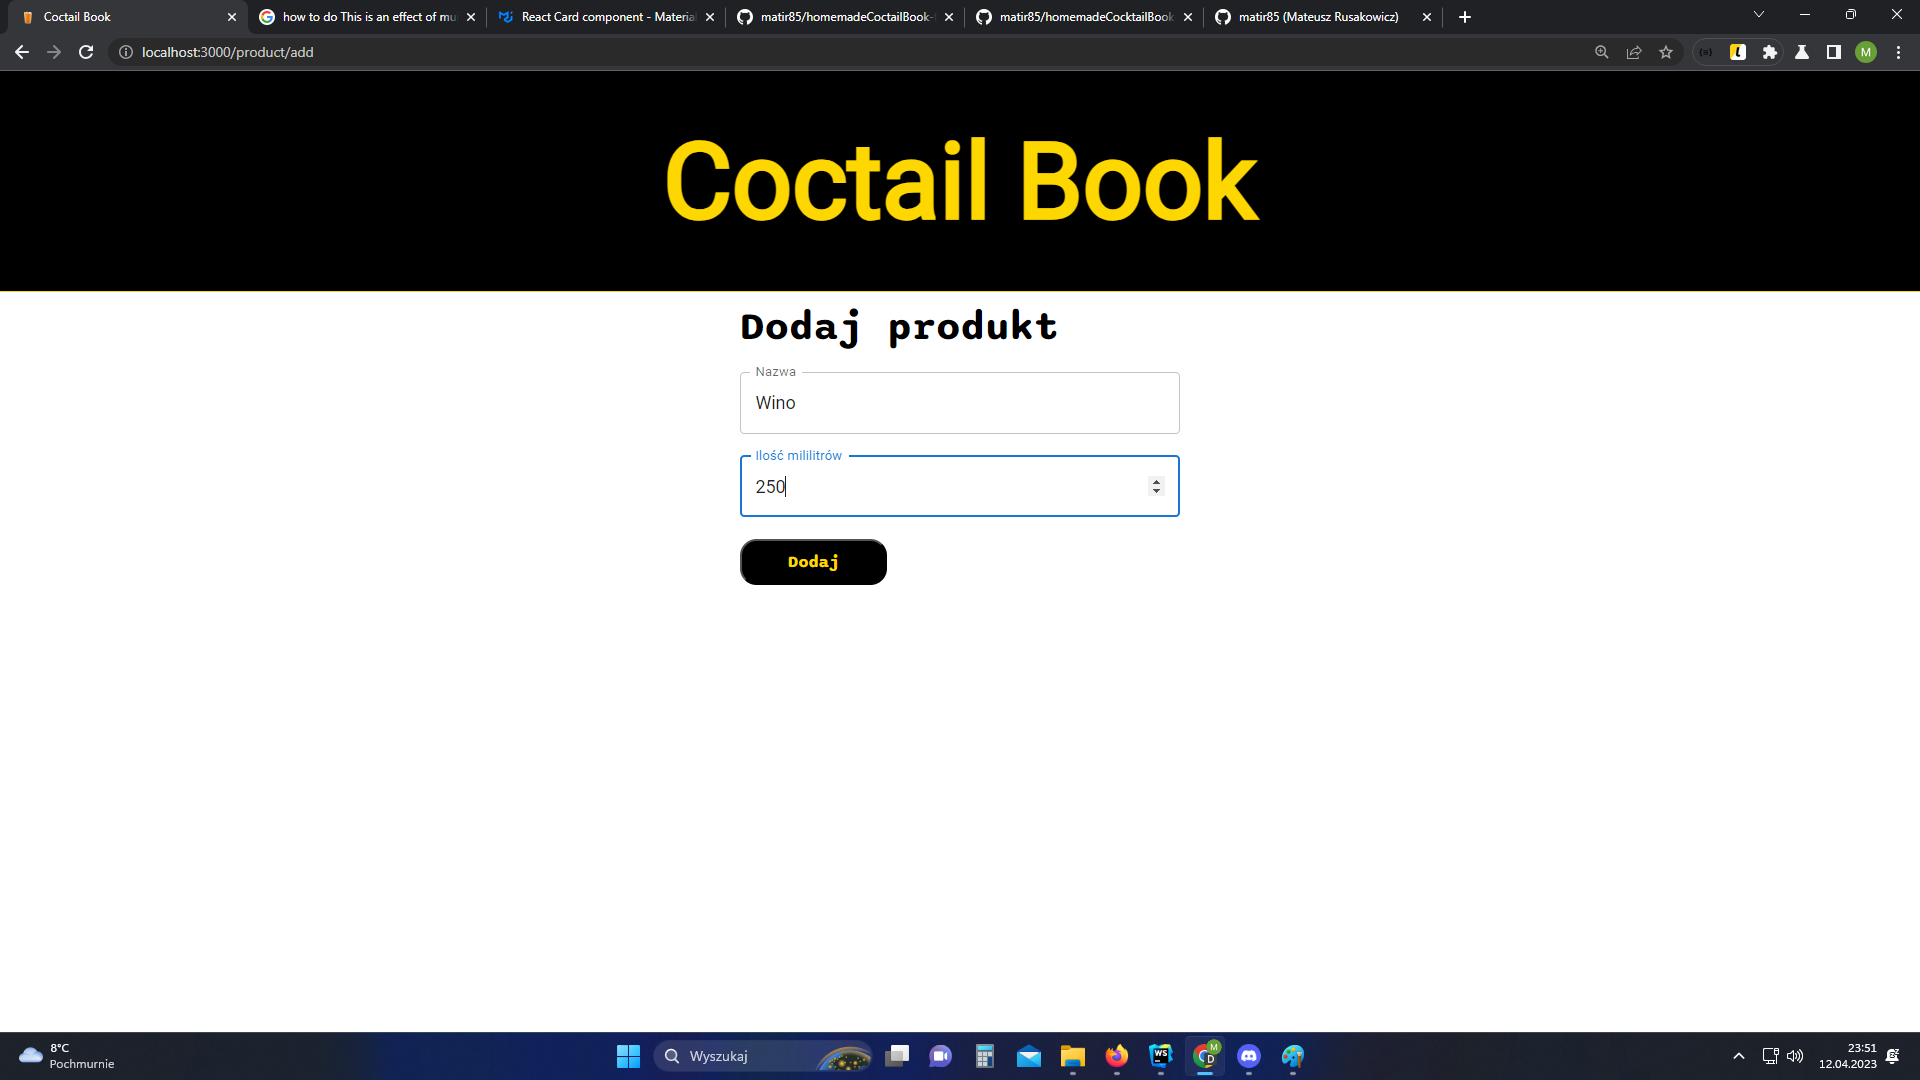 Coctail Book
how to do This is an effect of mu
React Card component - Material
matir85/homemadeCoctailBook-
matir85/homemadeCocktailBook
matir85 (Mateusz Rusakowicz)
localhost:3000/product/add
M
Coctail Book
Dodaj produkt
Nazwa
Wino
Ilość mililitrów
250
Dodaj
8°C
Pochmurnie
Wyszukaj
WS
M
D
23:51
12.04.2023